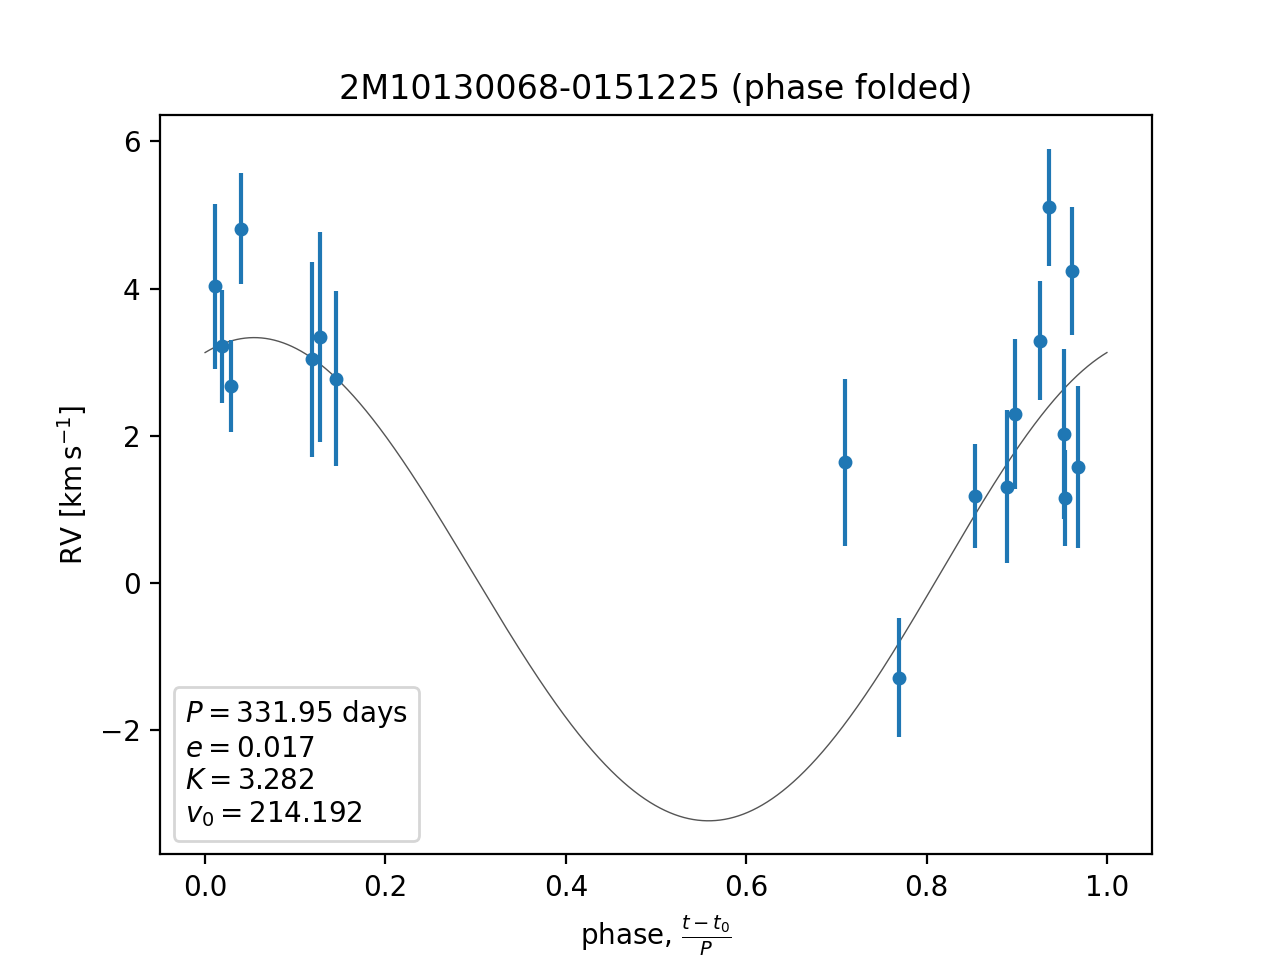 2M10130068-0151225 (phase folded)
6
4
2
0
−2
RV [km s⁻¹]
P = 331.95 days
e = 0.017
K = 3.282
v₀ = 214.192
0.0 0.2 0.4 0.6 0.8 1.0
phase, (t − t₀)/P